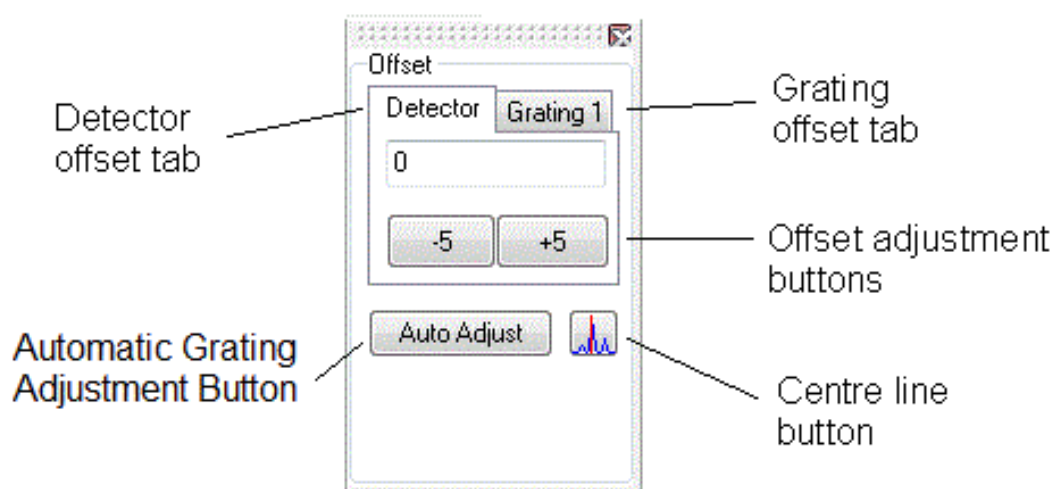 Offset
Detector
Grating 1
0
-5
+5
Auto Adjust
Detector
offset tab
Grating
offset tab
Offset adjustment
buttons
Automatic Grating
Adjustment Button
Centre line
button